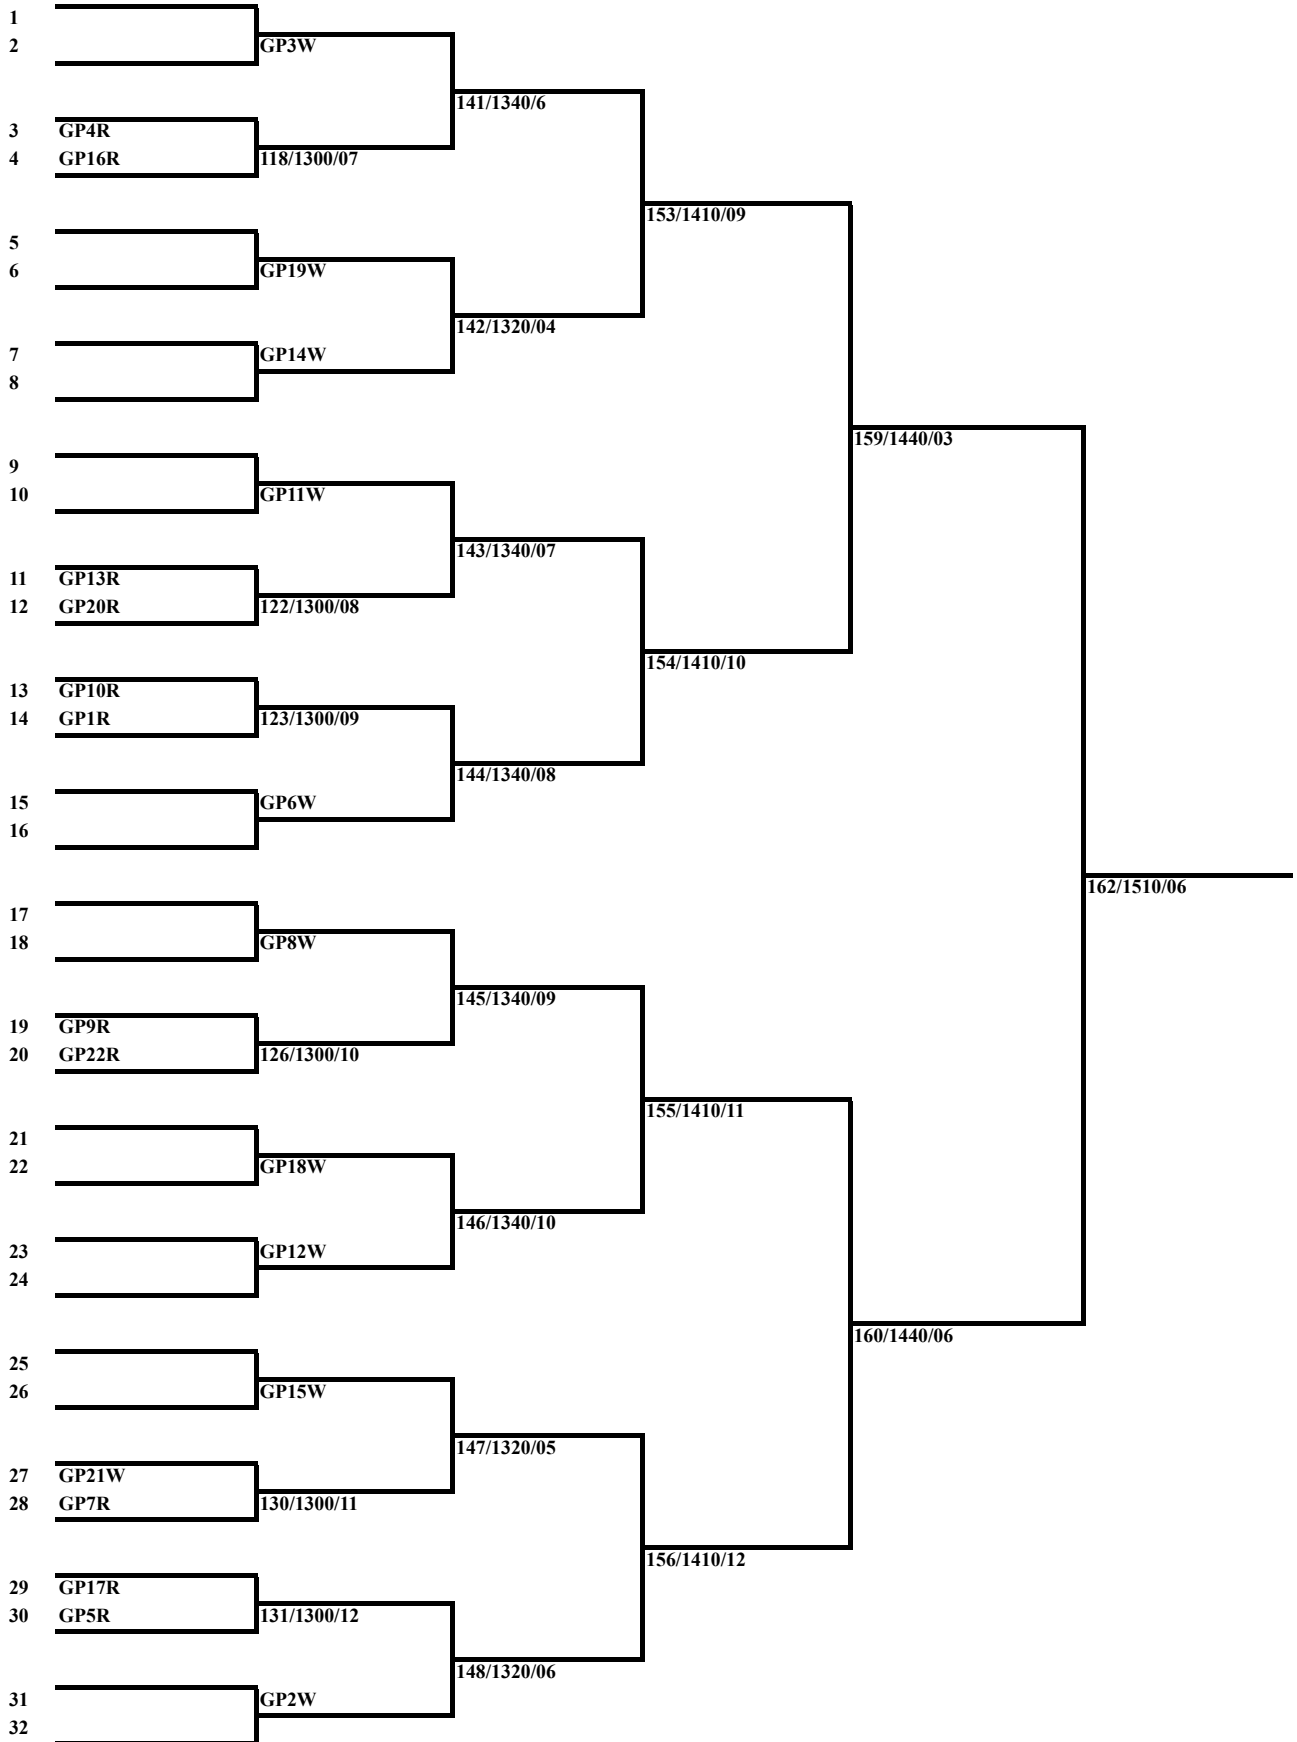 1
2 GP3W
141/1340/6
3 GP4R
4 GP16R 118/1300/07
153/1410/09
5
6 GP19W
142/1320/04
7 GP14W
8
159/1440/03
9
10 GP11W
143/1340/07
11 GP13R
12 GP20R 122/1300/08
154/1410/10
13 GP10R
14 GP1R 123/1300/09
144/1340/08
15 GP6W
16
162/1510/06
17
18 GP8W
145/1340/09
19 GP9R
20 GP22R 126/1300/10
155/1410/11
21
22 GP18W
146/1340/10
23 GP12W
24
160/1440/06
25
26 GP15W
147/1320/05
27 GP21W
28 GP7R 130/1300/11
156/1410/12
29 GP17R
30 GP5R 131/1300/12
148/1320/06
31 GP2W
32